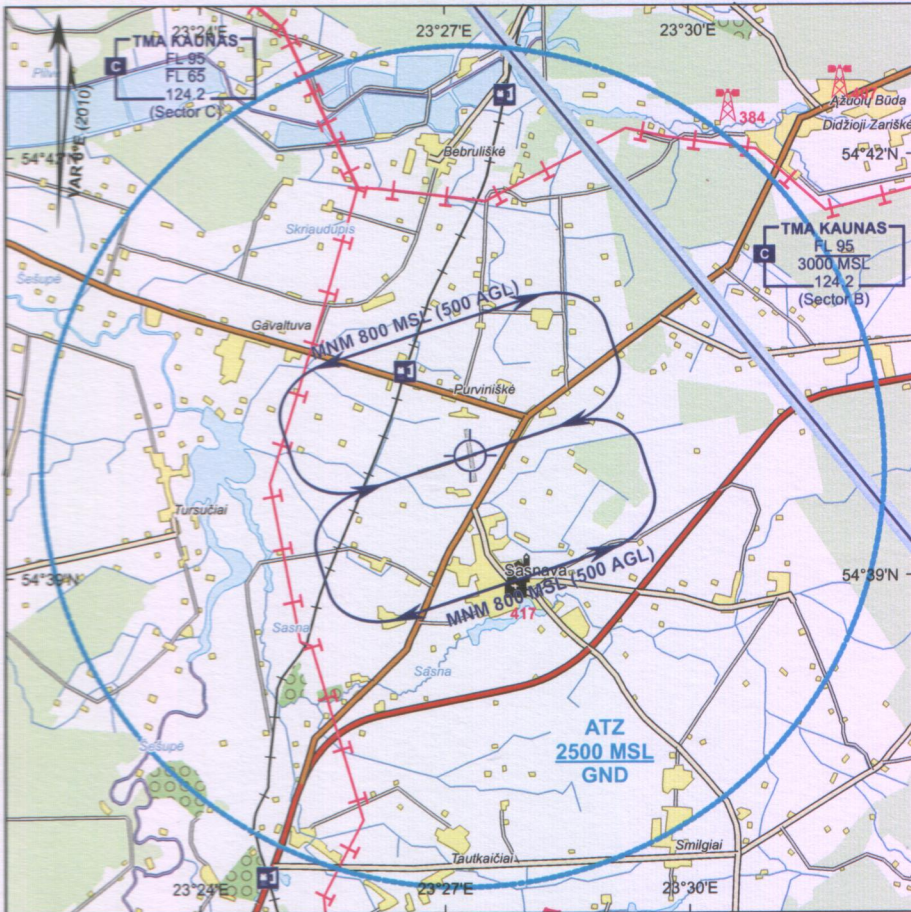 23°24'E
23°27'E
23°30'E
TMA KAUNAS
C
FL 95
FL 65
124.2
(Sector C)
VAR 6°E (2010)
384
Ažuolų Būda
Didžioji Zariškė
54°42'N
54°42'N
Bebruliškė
Skriaudupis
TMA KAUNAS
C
FL 95
3000 MSL
124.2
(Sector B)
Šešupė
MNM 800 MSL (500 AGL)
Gavaltuva
Purviniškė
Tursučiai
54°39'N
Sasnava
54°39'N
MNM 800 MSL (500 AGL)
417
Sasna
Sasna
ATZ
2500 MSL
GND
Šešupė
Smilgiai
Tautkaičiai
23°24'E
23°27'E
23°30'E